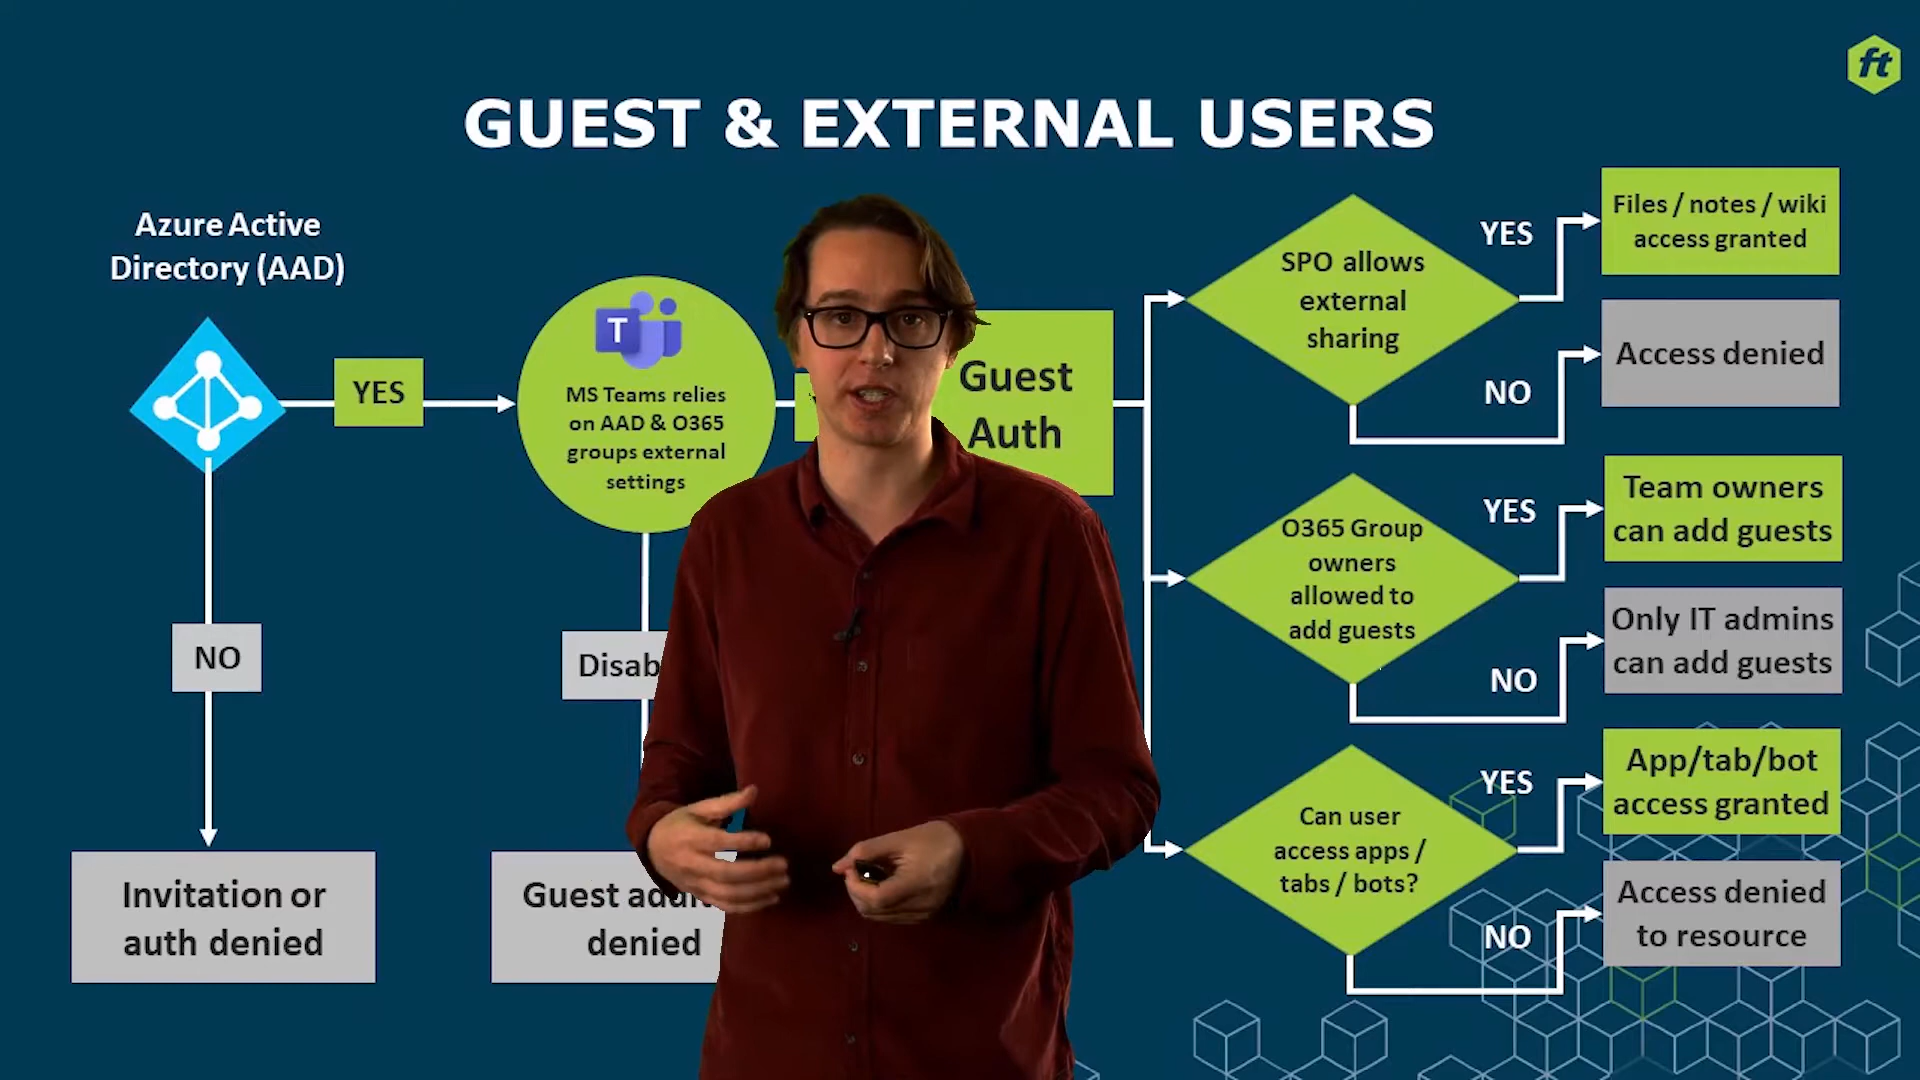 ft
GUEST & EXTERNAL USERS
Azure Active
Directory (AAD)
YES
NO
Invitation or
auth denied
T
MS Teams relies
on AAD & O365
groups external
settings
Disab
Guest
denied
Guest
Auth
SPO allows
external
sharing
YES
Files / notes / wiki
access granted
NO
Access denied
O365 Group
owners
allowed to
add guests
YES
Team owners
can add guests
NO
Only IT admins
can add guests
Can user
access apps /
tabs / bots?
YES
App/tab/bot
access granted
NO
Access denied
to resource